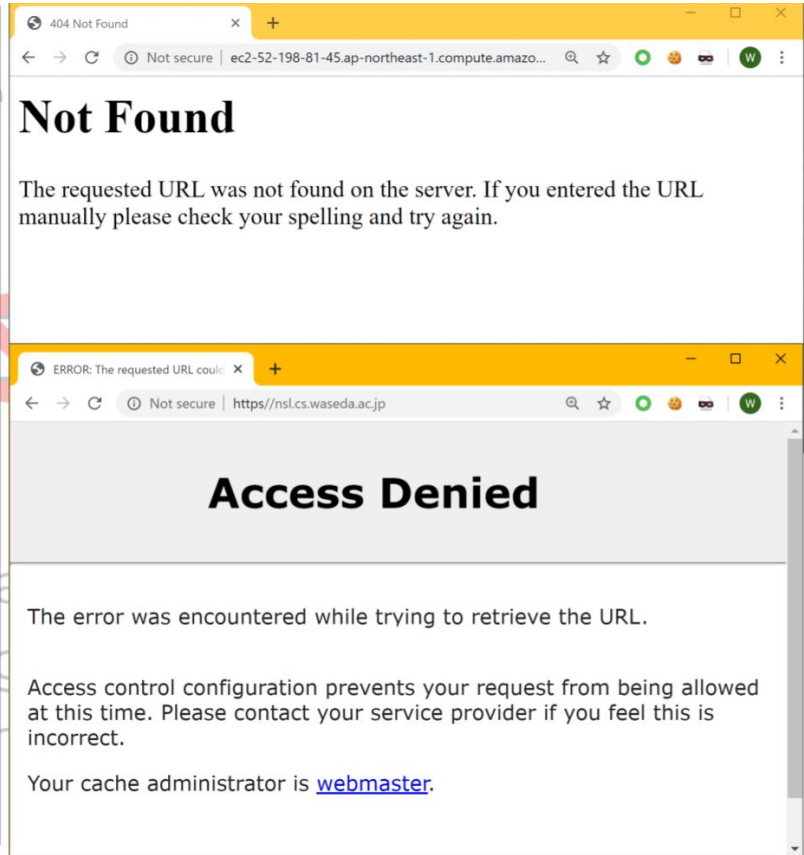 404 Not Found
Not secure | ec2-52-198-81-45.ap-northeast-1.compute.amazo...
W
Not Found
The requested URL was not found on the server. If you entered the URL
manually please check your spelling and try again.
ERROR: The requested URL could
Not secure | https//nsl.cs.waseda.ac.jp
W
Access Denied
The error was encountered while trying to retrieve the URL.
Access control configuration prevents your request from being allowed
at this time. Please contact your service provider if you feel this is
incorrect.
Your cache administrator is webmaster.